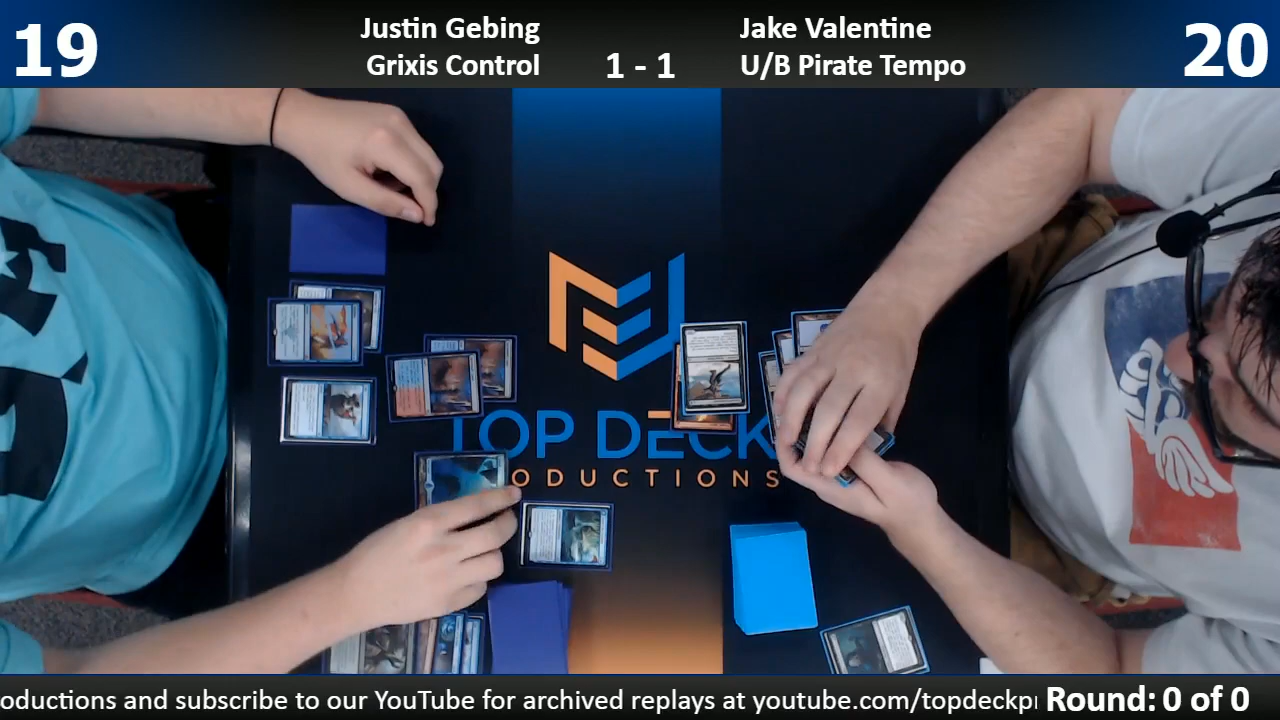 19
Justin Gebing
Grixis Control
1 - 1
Jake Valentine
U/B Pirate Tempo
20
TOP DECK
ODUCTIONS
oductions and subscribe to our YouTube for archived replays at youtube.com/topdeckpr
Round: 0 of 0